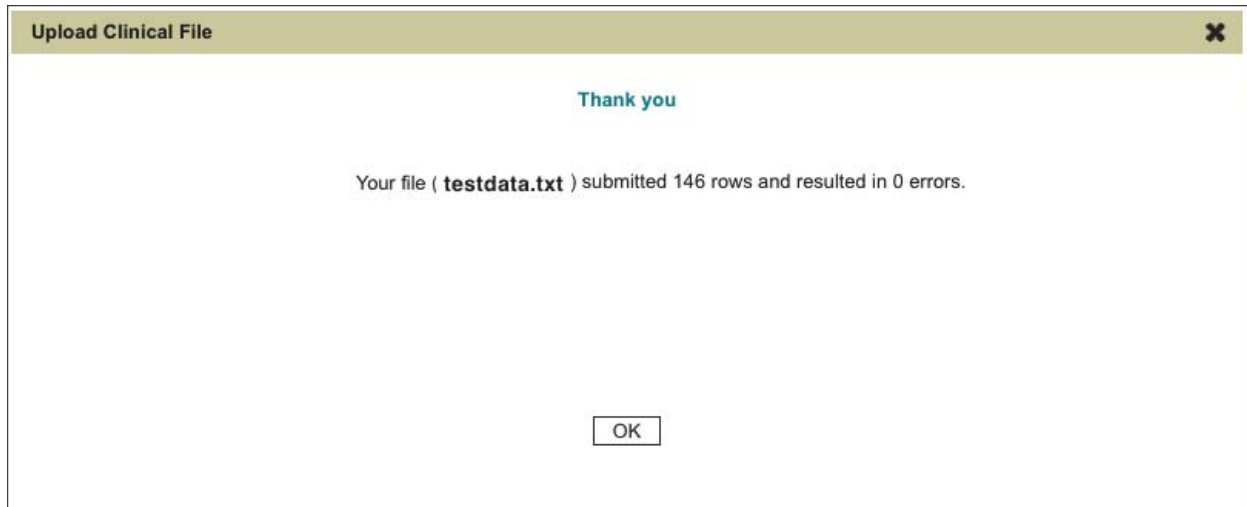 Upload Clinical File
Thank you
Your file ( testdata.txt ) submitted 146 rows and resulted in 0 errors.
OK